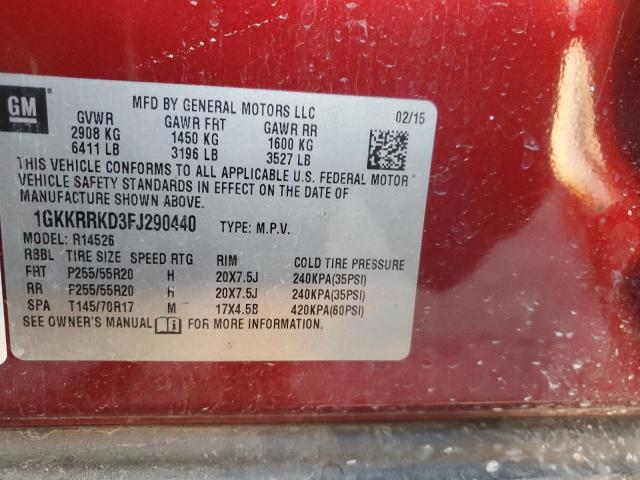 GM
MFD BY GENERAL MOTORS LLC
GVWR GAWR FRT GAWR RR 02/15
2908 KG 1450 KG 1600 KG
6411 LB 3196 LB 3527 LB
THIS VEHICLE CONFORMS TO ALL APPLICABLE U.S. FEDERAL MOTOR
VEHICLE SAFETY STANDARDS IN EFFECT ON THE DATE OF
MANUFACTURE SHOWN ABOVE.
1GKKRRKD3FJ290440 TYPE: M.P.V.
MODEL: R14526
RBBL TIRE SIZE SPEED RTG RIM COLD TIRE PRESSURE
FRT P255/55R20 H 20X7.5J 240KPA(35PSI)
RR P255/55R20 H 20X7.5J 240KPA(35PSI)
SPA T145/70R17 M 17X4.5B 420KPA(60PSI)
SEE OWNER'S MANUAL FOR MORE INFORMATION.